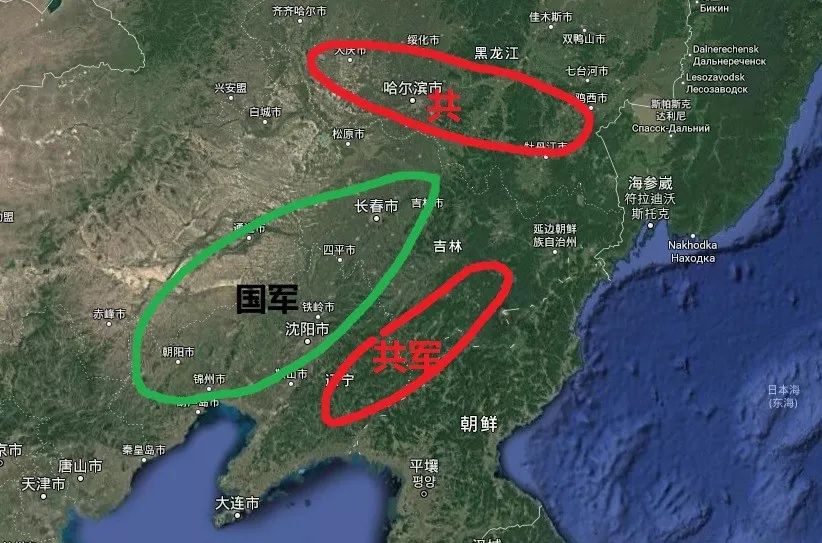 齐齐哈尔市
绥化市
佳木斯市
Бикин
大庆市
黑龙江
双鸭山市
Dalnerechensk
Дальнереченск
七台河市
Lesozavodsk
Лесозаводск
兴安盟
哈尔滨市
共
鸡西市
白城市
斯帕斯克
达利尼
Спасск-Дальний
松原市
牡丹江市
海参崴
符拉迪沃
斯托克
长春市
吉林市
Nakhodka
Находка
延边朝鲜
族自治州
吉林
四平市
国军
铁岭市
赤峰市
沈阳市
共军
朝阳市
辽宁
锦州市
日本海
(东海)
朝鲜
秦皇岛市
唐山市
平壤
평양
天津市
大连市